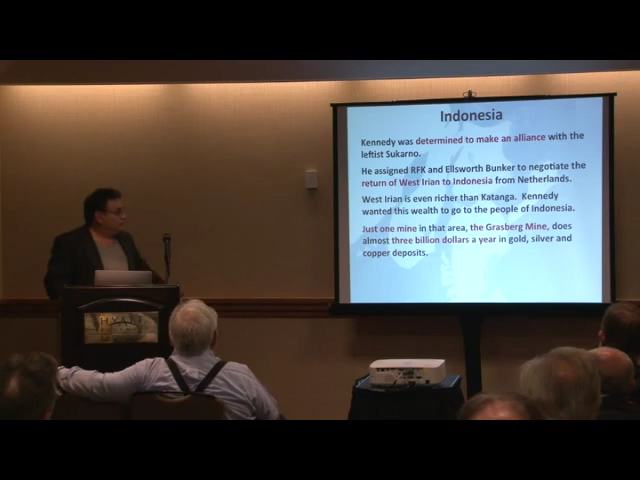 Indonesia
Kennedy was determined to make an alliance with the
leftist Sukarno.
He assigned RFK and Ellsworth Bunker to negotiate the
return of West Irian to Indonesia from Netherlands.
West Irian is even richer than Katanga. Kennedy
wanted this wealth to go to the people of Indonesia.
Just one mine in that area, the Grasberg Mine, does
almost three billion dollars a year in gold, silver and
copper deposits.